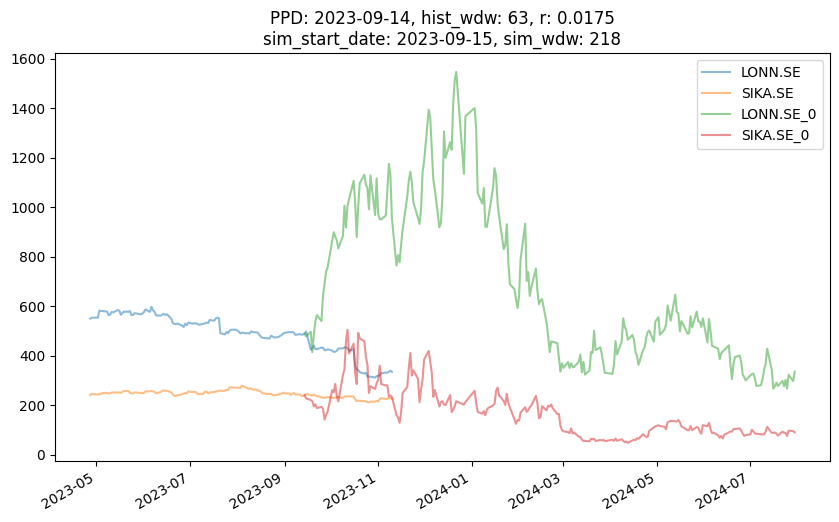 PPD: 2023-09-14, hist_wdw: 63, r: 0.0175
sim_start_date: 2023-09-15, sim_wdw: 218
1600
1400
1200
1000
800
600
400
200
0
LONN.SE
SIKA.SE
LONN.SE_0
SIKA.SE_0
2023-05
2023-07
2023-09
2023-11
2024-01
2024-03
2024-05
2024-07